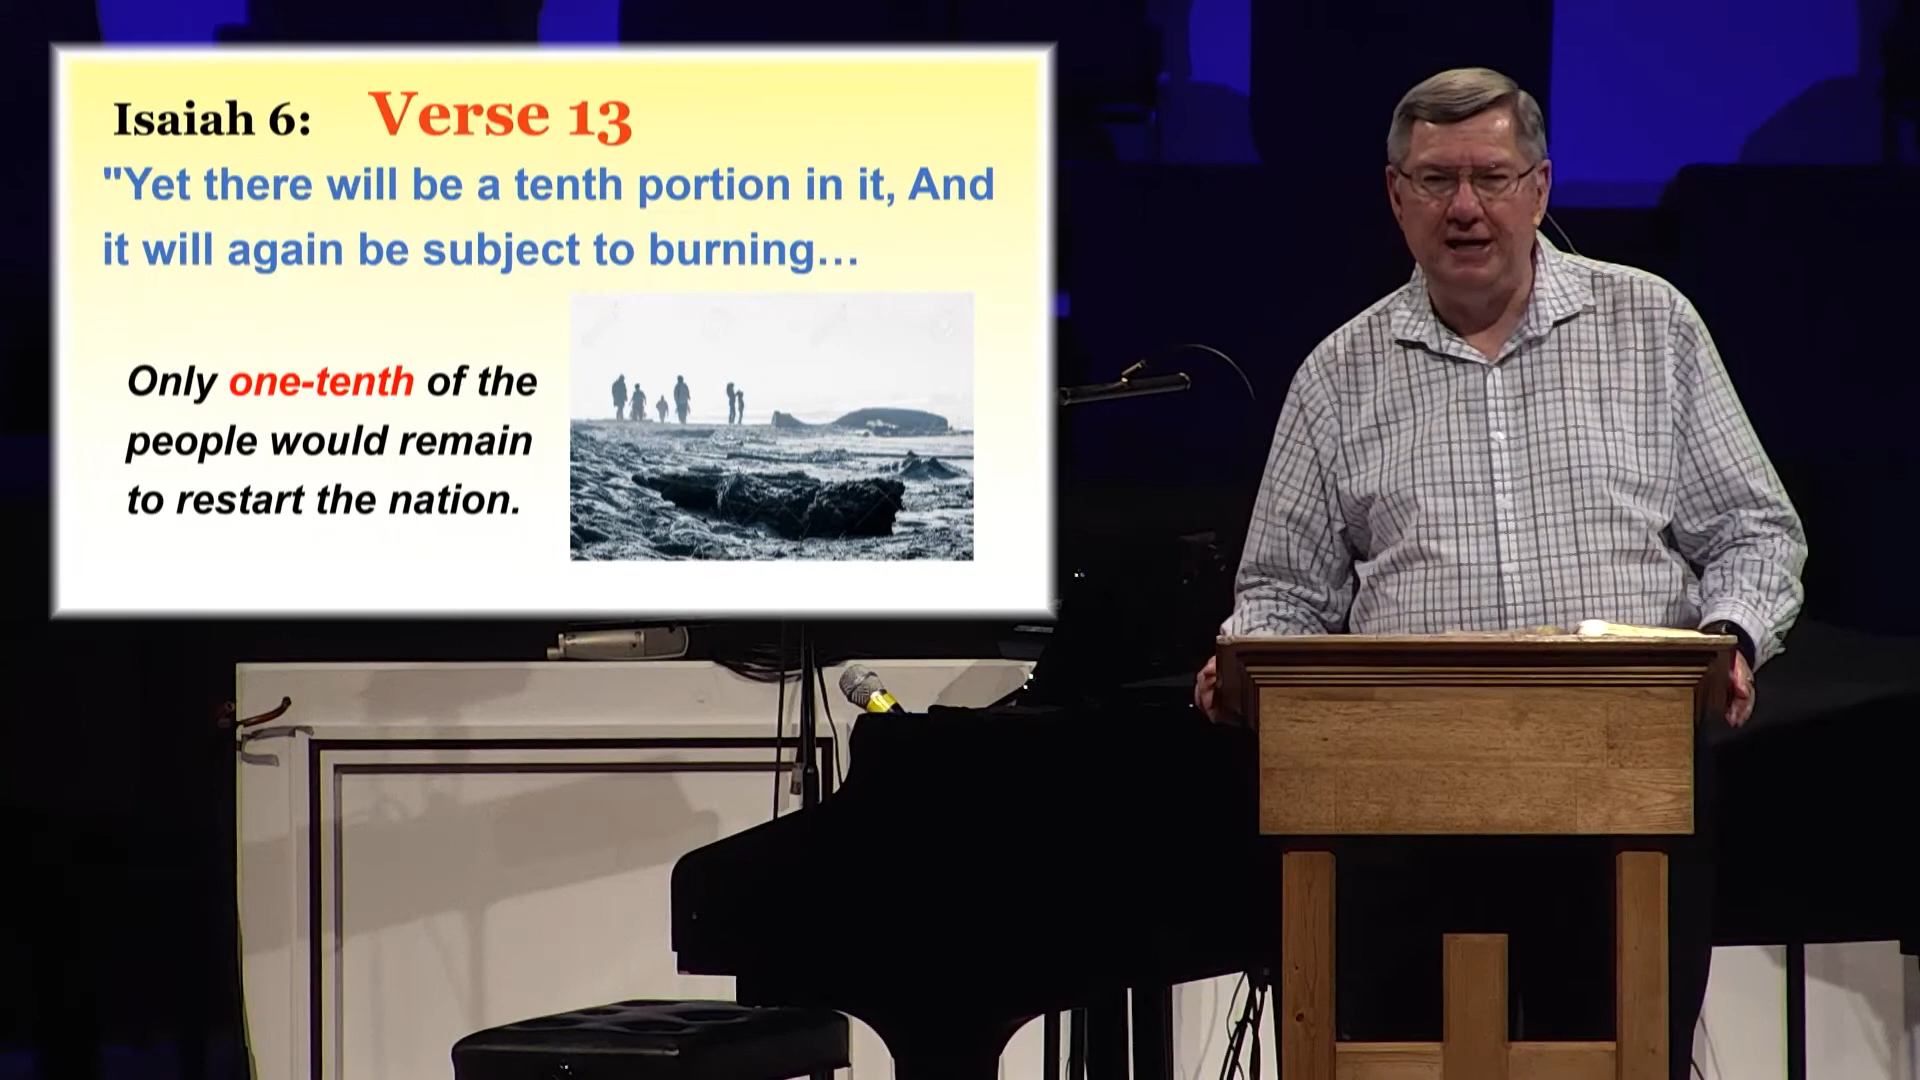 Isaiah 6: Verse 13
"Yet there will be a tenth portion in it, And
it will again be subject to burning…
Only one-tenth of the
people would remain
to restart the nation.